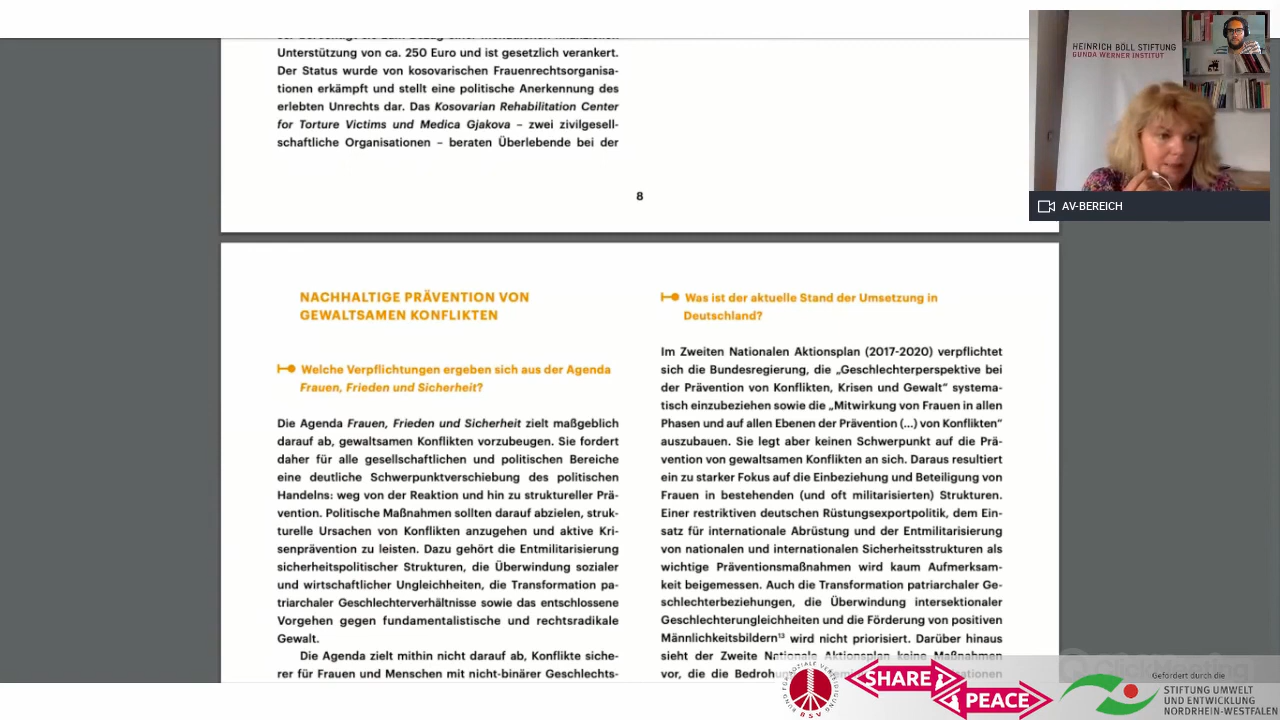 Unterstützung von ca. 250 Euro und ist gesetzlich verankert.
Der Status wurde von kosovarischen Frauenrechtsorganisa-
tionen erkämpft und stellt eine politische Anerkennung des
erlebten Unrechts dar. Das Kosovarian Rehabilitation Center
for Torture Victims und Medica Gjakova – zwei zivilgesell-
schaftliche Organisationen – beraten Überlebende bei der
8
NACHHALTIGE PRÄVENTION VON
GEWALTSAMEN KONFLIKTEN
Welche Verpflichtungen ergeben sich aus der Agenda
Frauen, Frieden und Sicherheit?
Die Agenda Frauen, Frieden und Sicherheit zielt maßgeblich
darauf ab, gewaltsamen Konflikten vorzubeugen. Sie fordert
daher für alle gesellschaftlichen und politischen Bereiche
eine deutliche Schwerpunktverschiebung des politischen
Handelns: weg von der Reaktion und hin zu struktureller Prä-
vention. Politische Maßnahmen sollten darauf abzielen, struk-
turelle Ursachen von Konflikten anzugehen und aktive Kri-
senprävention zu leisten. Dazu gehört die Entmilitarisierung
sicherheitspolitischer Strukturen, die Überwindung sozialer
und wirtschaftlicher Ungleichheiten, die Transformation pa-
triarchaler Geschlechterverhältnisse sowie das entschlossene
Vorgehen gegen fundamentalistische und rechtsradikale
Gewalt.
Die Agenda zielt mithin nicht darauf ab, Konflikte siche-
rer für Frauen und Menschen mit nicht-binärer Geschlechts-
Was ist der aktuelle Stand der Umsetzung in
Deutschland?
Im Zweiten Nationalen Aktionsplan (2017-2020) verpflichtet
sich die Bundesregierung, die „Geschlechterperspektive bei
der Prävention von Konflikten, Krisen und Gewalt“ systema-
tisch einzubeziehen sowie die „Mitwirkung von Frauen in allen
Phasen und auf allen Ebenen der Prävention (...) von Konflikten“
auszubauen. Sie legt aber keinen Schwerpunkt auf die Prä-
vention von gewaltsamen Konflikten an sich. Daraus resultiert
ein zu starker Fokus auf die Einbeziehung und Beteiligung von
Frauen in bestehenden (und oft militarisierten) Strukturen.
Einer restriktiven deutschen Rüstungsexportpolitik, dem Ein-
satz für internationale Abrüstung und der Entmilitarisierung
von nationalen und internationalen Sicherheitsstrukturen als
wichtige Präventionsmaßnahmen wird kaum Aufmerksam-
keit beigemessen. Auch die Transformation patriarchaler Ge-
schlechterbeziehungen, die Überwindung intersektionaler
Geschlechterungleichheiten und die Förderung von positiven
Männlichkeitsbildern¹³ wird nicht priorisiert. Darüber hinaus
sieht der Zweite Nationale Aktionsplan keine Maßnahmen
vor, die die
HEINRICH BÖLL STIFTUNG
GUNDA WERNER INSTITUT
AV-BEREICH
BUND FÜR SOZIALE VERTEIDIGUNG
BSV
SHARE
PEACE
ClickMeeting
Gefördert durch die
STIFTUNG UMWELT
UND ENTWICKLUNG
NORDRHEIN-WESTFALEN